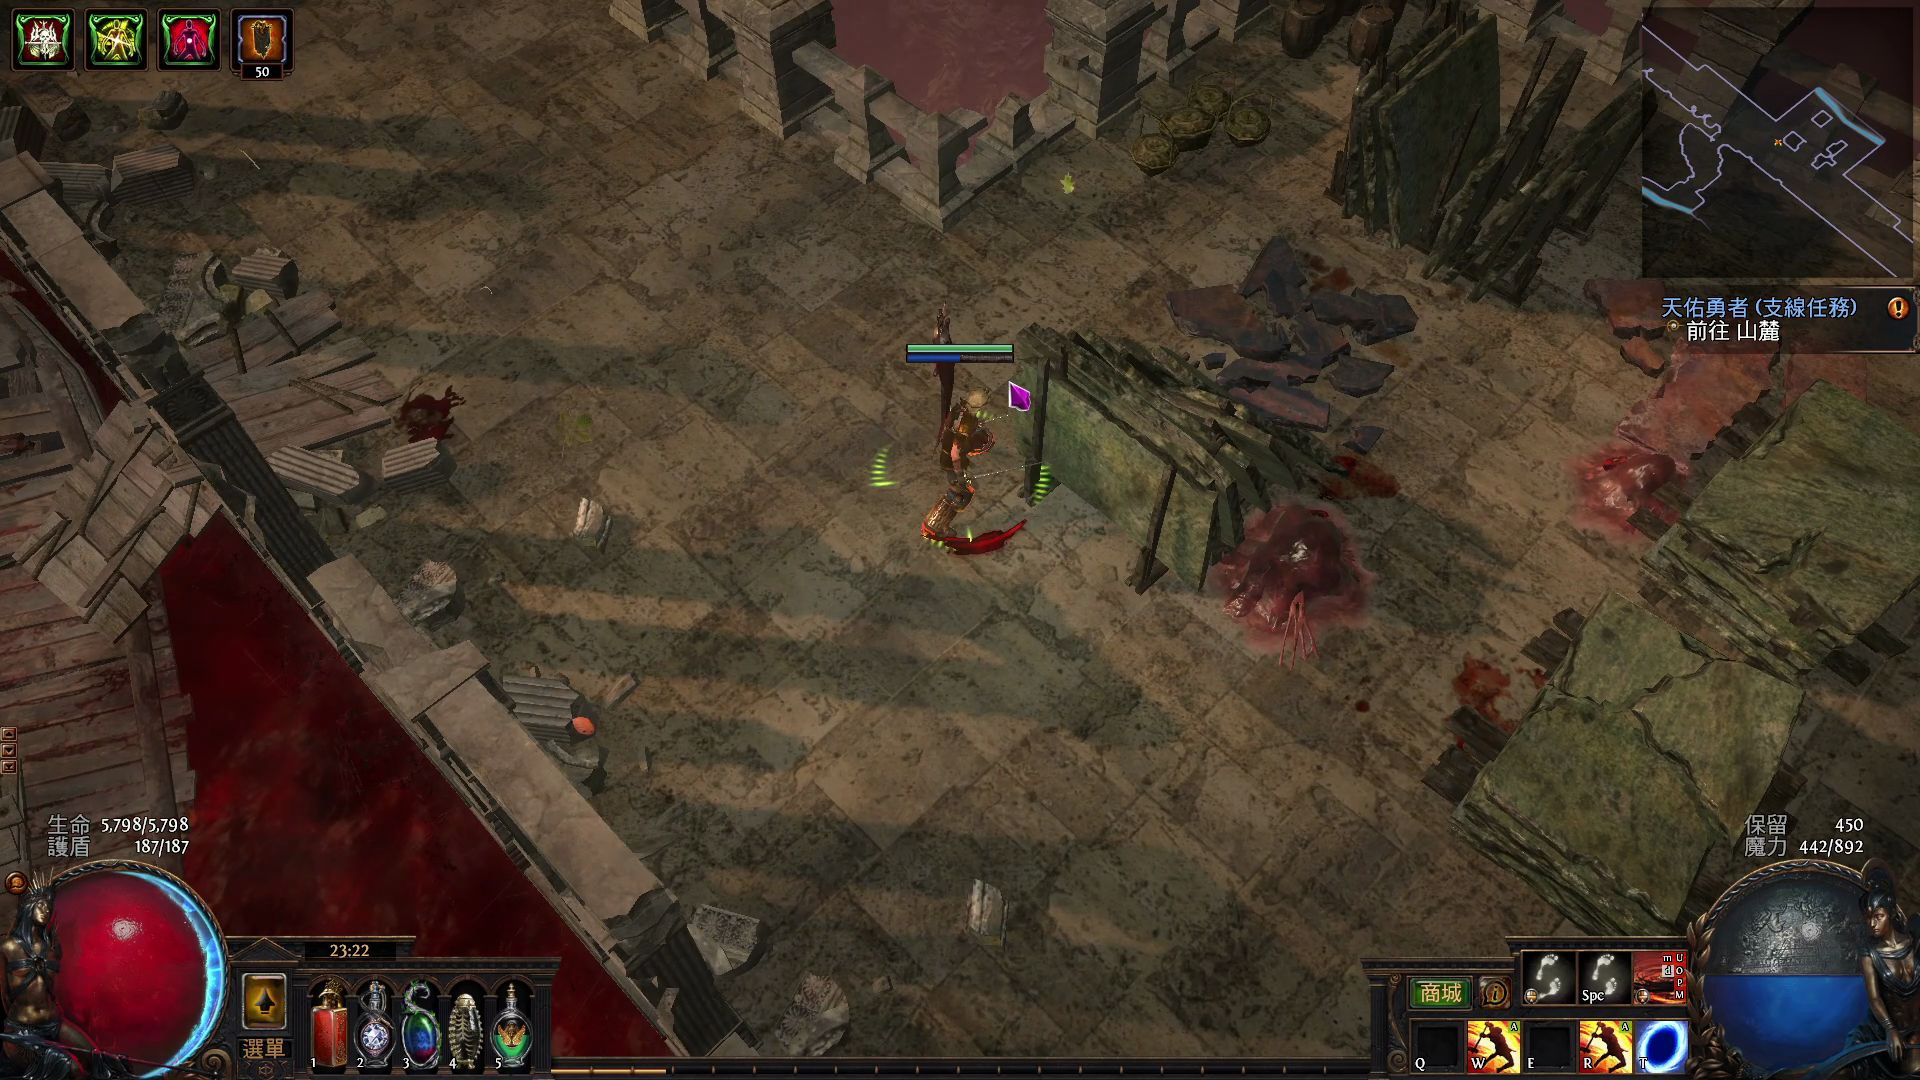 50
天佑勇者 (支線任務)
前往 山麓
生命 5,798/5,798
護盾 187/187
保留 450
魔力 442/892
23:22
選單
1
2
3
4
5
商城
Spc
m U
d O
P
M
Q
W
A
E
R
A
T